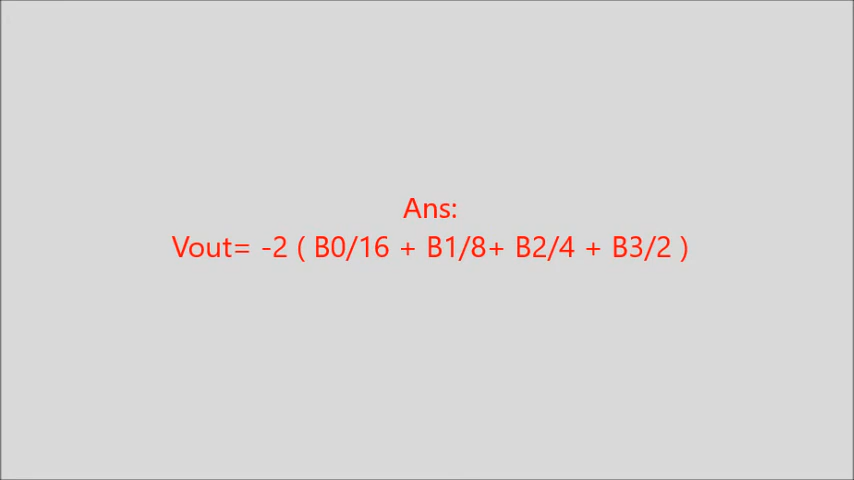 Ans:
Vout= -2 ( B0/16 + B1/8+ B2/4 + B3/2 )